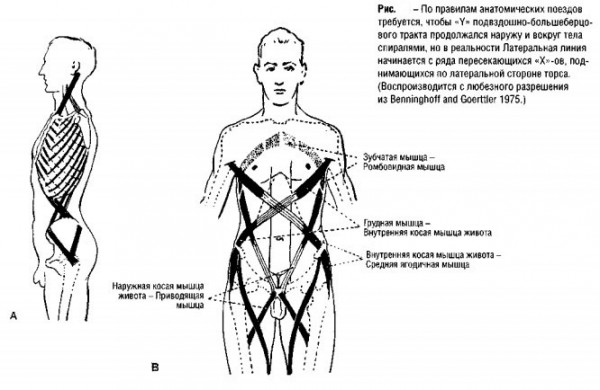 Рис. – По правилам анатомических поездов
требуется, чтобы «Y» подвздошно-большеберцо-
вого тракта продолжался наружу и вокруг тела
спиралями, но в реальности Латеральная линия
начинается с ряда пересекающихся «X»-ов, под-
нимающихся по латеральной стороне торса.
(Воспроизводится с любезного разрешения
из Benninghoff and Goerttler 1975.)
Зубчатая мышца –
Ромбовидная мышца
Грудная мышца –
Внутренняя косая мышца живота
Внутренняя косая мышца живота –
Средняя ягодичная мышца
Наружная косая мышца
живота – Приводящая
мышца
A
B